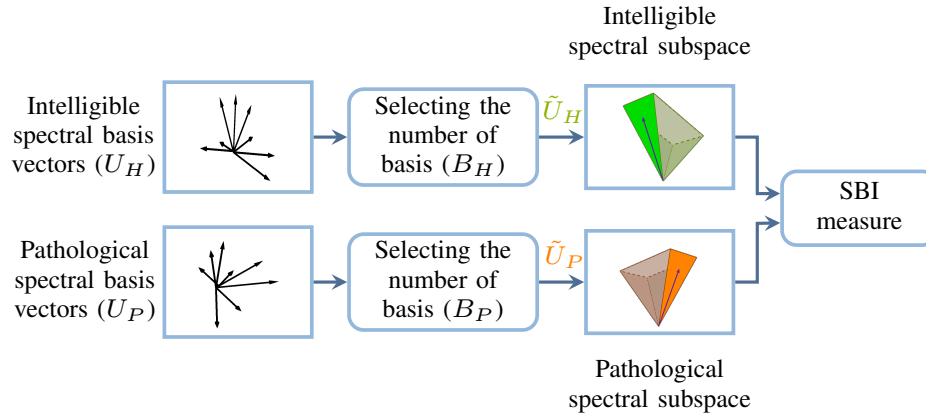 Intelligible
spectral subspace
Intelligible
spectral basis
vectors (U_H)
Selecting the
number of
basis (B_H)
Ũ_H
SBI
measure
Pathological
spectral basis
vectors (U_P)
Selecting the
number of
basis (B_P)
Ũ_P
Pathological
spectral subspace